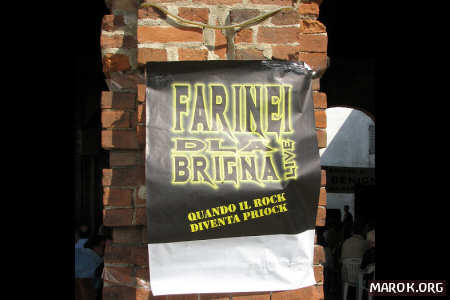 FARINEI
DLA
BRIGNA
LIVE
QUANDO IL ROCK
DIVENTA PRIOCK
MAROK.ORG